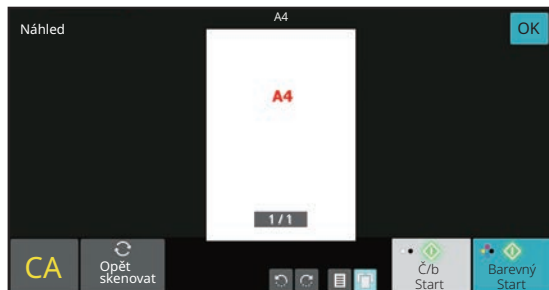 A4
Náhled
OK
A4
1/1
CA
Opět
skenovat
Č/b
Start
Barevný
Start